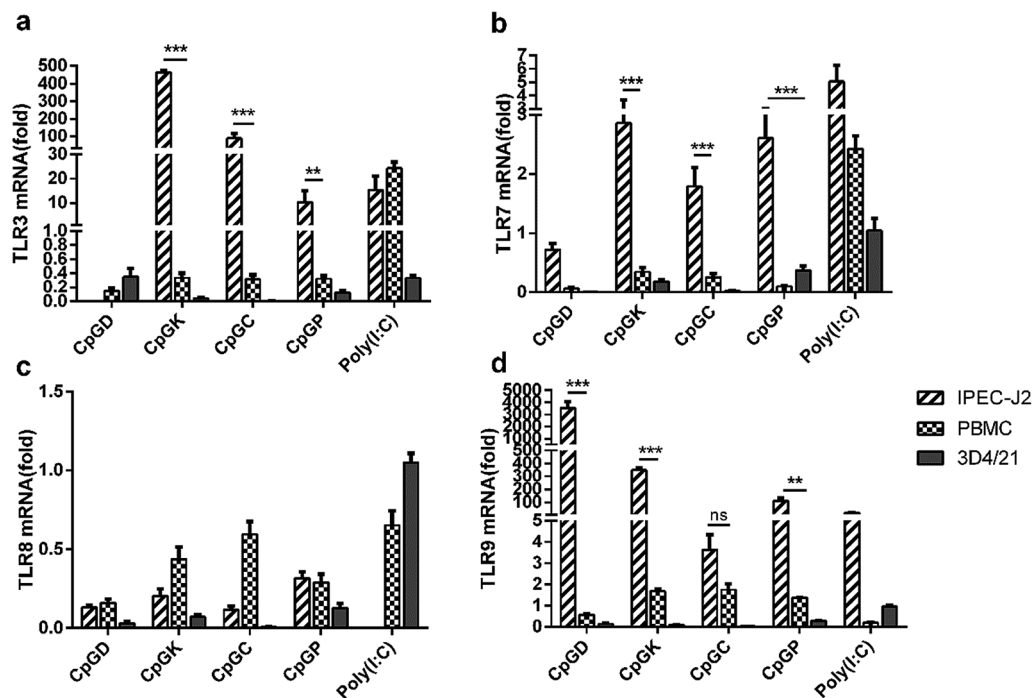 a
TLR3 mRNA(fold)
500
400
300
200
100
30
20
10
1.0
0.8
0.6
0.4
0.2
0.0
***
***
**
CpGD
CpGK
CpGC
CpGP
Poly(I:C)
b
TLR7 mRNA(fold)
7
6
5
4
3
2
1
0
***
***
***
CpGD
CpGK
CpGC
CpGP
Poly(I:C)
c
TLR8 mRNA(fold)
1.5
1.0
0.5
0.0
CpGD
CpGK
CpGC
CpGP
Poly(I:C)
d
TLR9 mRNA(fold)
5000
4000
3000
2000
1000
500
400
300
200
100
5
4
3
2
1
0
***
***
ns
**
CpGD
CpGK
CpGC
CpGP
Poly(I:C)
IPEC-J2
PBMC
3D4/21